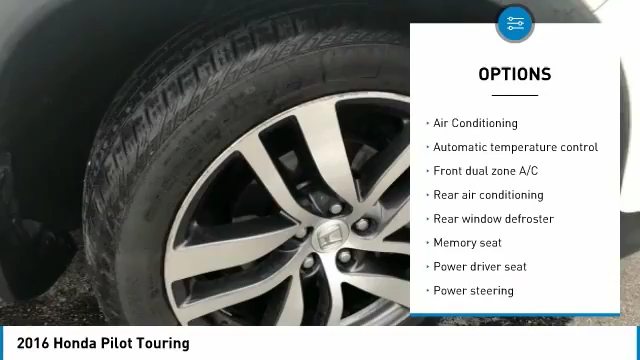 OPTIONS
• Air Conditioning
• Automatic temperature control
• Front dual zone A/C
• Rear air conditioning
• Rear window defroster
• Memory seat
• Power driver seat
• Power steering
2016 Honda Pilot Touring